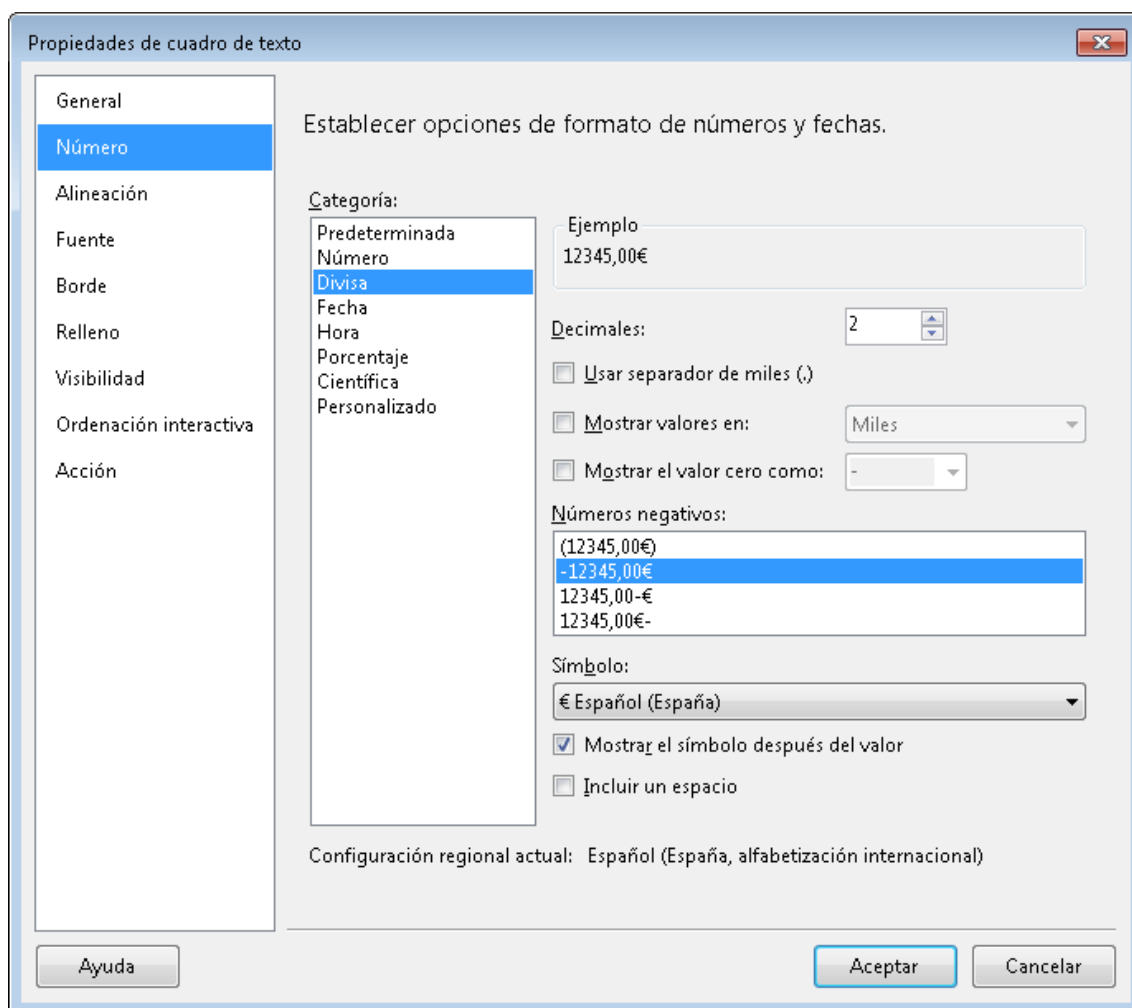 Propiedades de cuadro de texto
General
Número
Alineación
Fuente
Borde
Relleno
Visibilidad
Ordenación interactiva
Acción
Establecer opciones de formato de números y fechas.
Categoría:
Predeterminada
Número
Divisa
Fecha
Hora
Porcentaje
Científica
Personalizado
Ejemplo
12345,00€
Decimales: 2
Usar separador de miles (.)
Mostrar valores en: Miles
Mostrar el valor cero como: -
Números negativos:
(12345,00€)
-12345,00€
12345,00-€
12345,00€-
Símbolo:
€ Español (España)
Mostrar el símbolo después del valor
Incluir un espacio
Configuración regional actual: Español (España, alfabetización internacional)
Ayuda
Aceptar
Cancelar